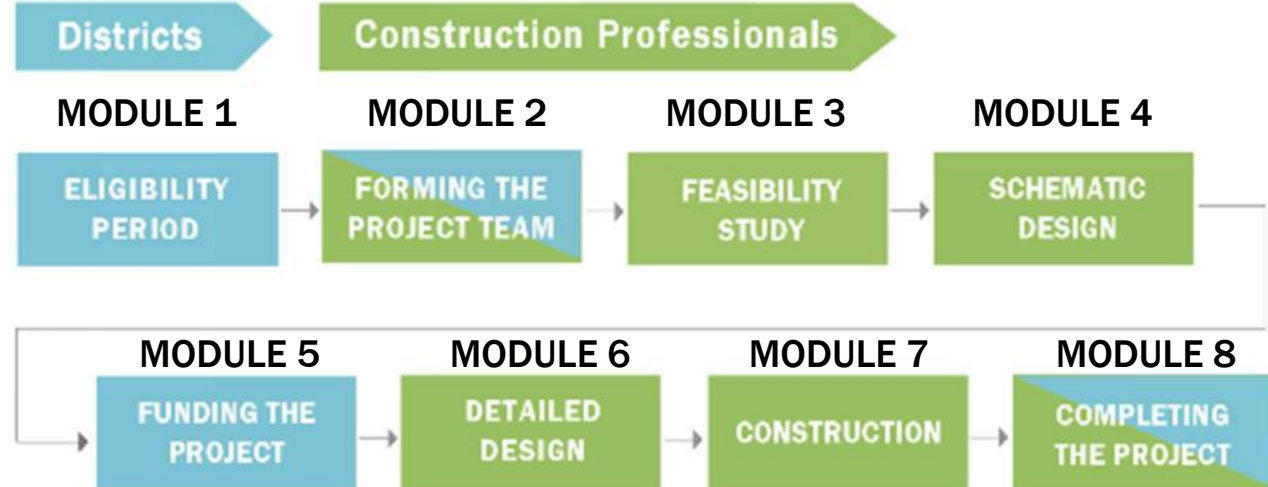 Districts
Construction Professionals
MODULE 1
MODULE 2
MODULE 3
MODULE 4
ELIGIBILITY
PERIOD
FORMING THE
PROJECT TEAM
FEASIBILITY
STUDY
SCHEMATIC
DESIGN
MODULE 5
MODULE 6
MODULE 7
MODULE 8
FUNDING THE
PROJECT
DETAILED
DESIGN
CONSTRUCTION
COMPLETING
THE PROJECT